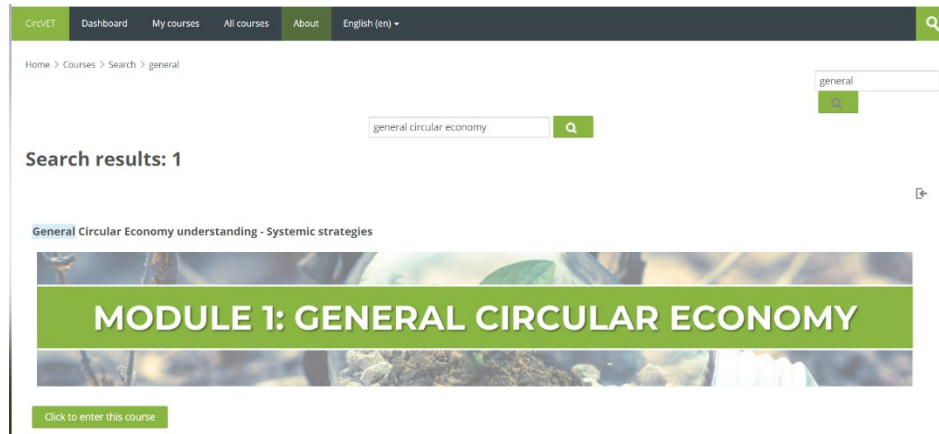 CircVET Dashboard My courses All courses About English (en)
Home > Courses > Search > general
general
general circular economy
Search results: 1
General Circular Economy understanding - Systemic strategies
MODULE 1: GENERAL CIRCULAR ECONOMY
Click to enter this course